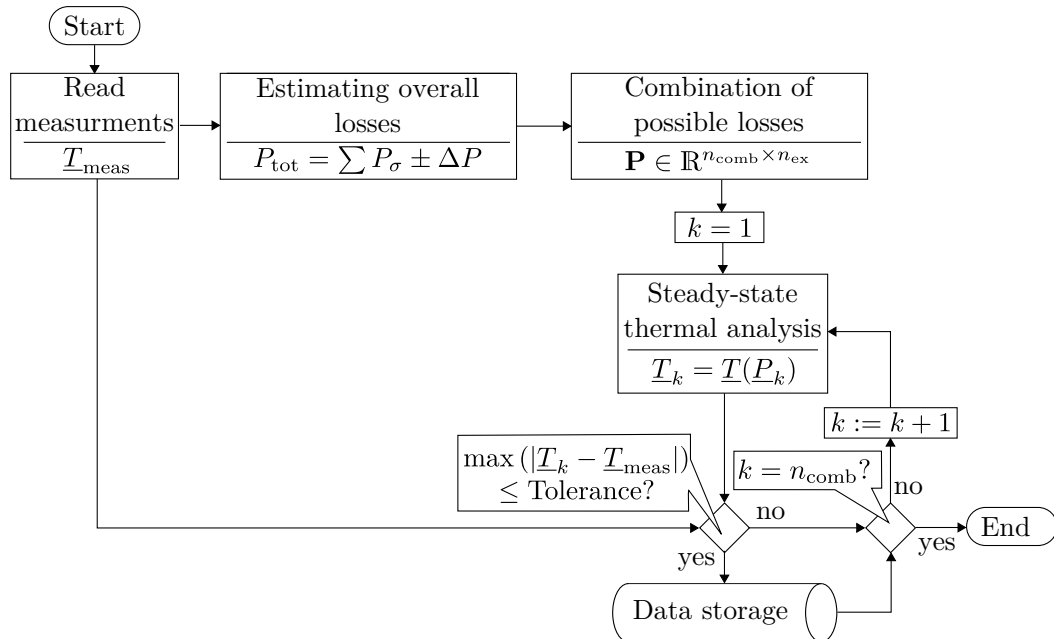 Start
Read
measurments
T_meas
Estimating overall
losses
P_tot = ∑ P_σ ± ΔP
Combination of
possible losses
P ∈ ℝ^{n_comb × n_ex}
k = 1
Steady-state
thermal analysis
T_k = T(P_k)
k := k + 1
max (|T_k − T_meas|)
≤ Tolerance?
k = n_comb?
no
no
yes
yes
End
Data storage